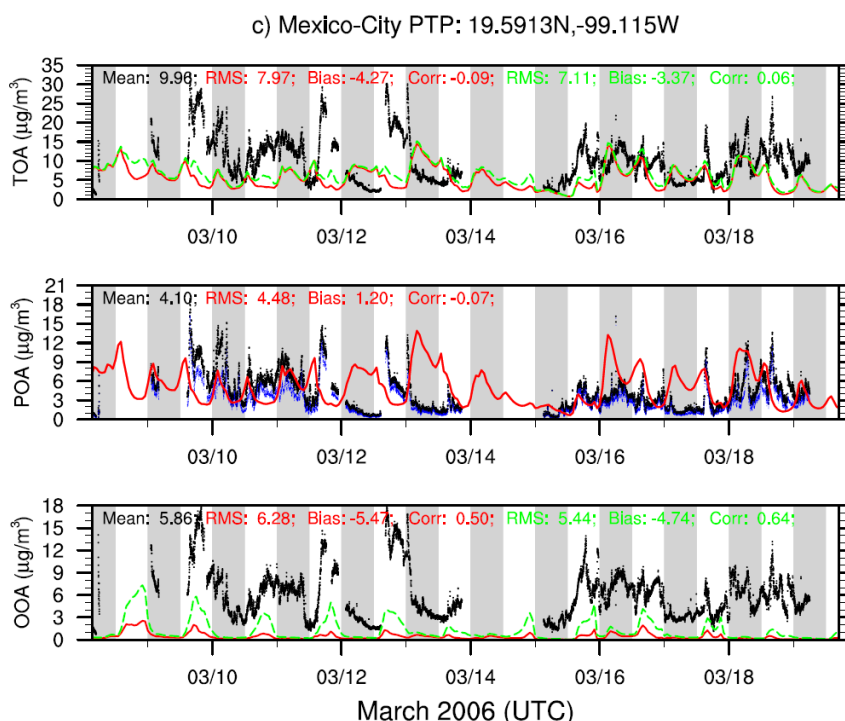 c) Mexico-City PTP: 19.5913N,-99.115W
TOA (μg/m³)
35
30
25
20
15
10
5
0
Mean: 9.96; RMS: 7.97; Bias: -4.27; Corr: -0.09; RMS: 7.11; Bias: -3.37; Corr: 0.06;
03/10 03/12 03/14 03/16 03/18
POA (μg/m³)
21
18
15
12
9
6
3
0
Mean: 4.10; RMS: 4.48; Bias: 1.20; Corr: -0.07;
03/10 03/12 03/14 03/16 03/18
OOA (μg/m³)
18
15
12
9
6
3
0
Mean: 5.86; RMS: 6.28; Bias: -5.47; Corr: 0.50; RMS: 5.44; Bias: -4.74; Corr: 0.64;
03/10 03/12 03/14 03/16 03/18
March 2006 (UTC)